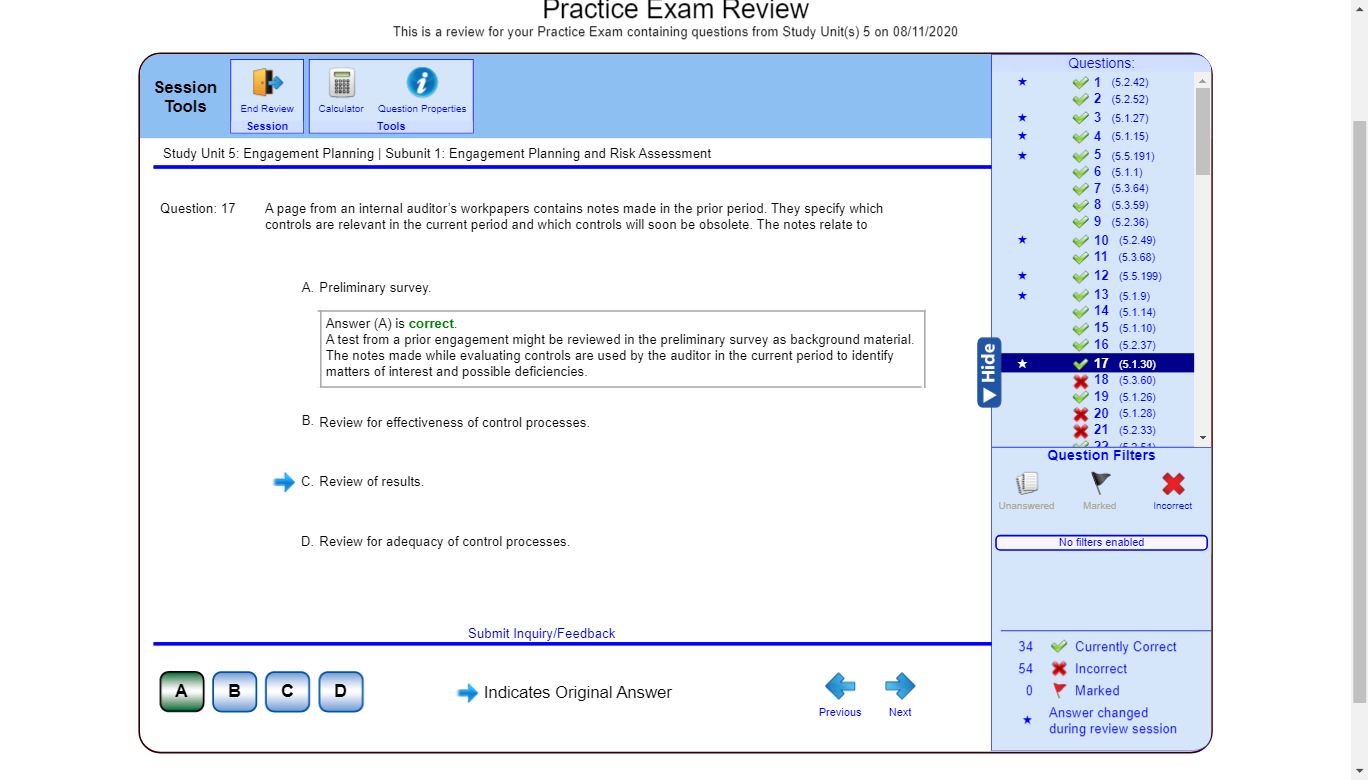 Practice Exam Review
This is a review for your Practice Exam containing questions from Study Unit(s) 5 on 08/11/2020
Session Tools
End Review
Session
Calculator
Question Properties
Tools
Study Unit 5: Engagement Planning | Subunit 1: Engagement Planning and Risk Assessment
Question: 17
A page from an internal auditor's workpapers contains notes made in the prior period. They specify which
controls are relevant in the current period and which controls will soon be obsolete. The notes relate to
A. Preliminary survey.
Answer (A) is correct.
A test from a prior engagement might be reviewed in the preliminary survey as background material.
The notes made while evaluating controls are used by the auditor in the current period to identify
matters of interest and possible deficiencies.
B. Review for effectiveness of control processes.
C. Review of results.
D. Review for adequacy of control processes.
Submit Inquiry/Feedback
A B C D
Indicates Original Answer
Previous
Next
Hide
Questions:
1 (5.2.42)
2 (5.2.52)
3 (5.1.27)
4 (5.1.15)
5 (5.5.191)
6 (5.1.1)
7 (5.3.64)
8 (5.3.59)
9 (5.2.36)
10 (5.2.49)
11 (5.3.68)
12 (5.5.199)
13 (5.1.9)
14 (5.1.14)
15 (5.1.10)
16 (5.2.37)
17 (5.1.30)
18 (5.3.60)
19 (5.1.26)
20 (5.1.28)
21 (5.2.33)
22 (5.2.51)
Question Filters
Unanswered
Marked
Incorrect
No filters enabled
34 Currently Correct
54 Incorrect
0 Marked
Answer changed
during review session